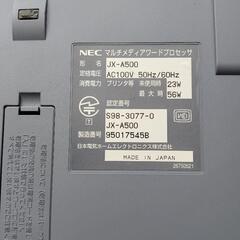 NEC マルチメディアワードプロセッサ
形名 JX-A500
定格電圧 AC100V 50Hz/60Hz
消費電力 プリンタ 未使用時 23W
最大時 56W
認定番号
S98-3077-0
JX-A500
製造番号 95017545B
日本電気ホームエレクトロニクス株式会社
MADE IN JAPAN
26750521